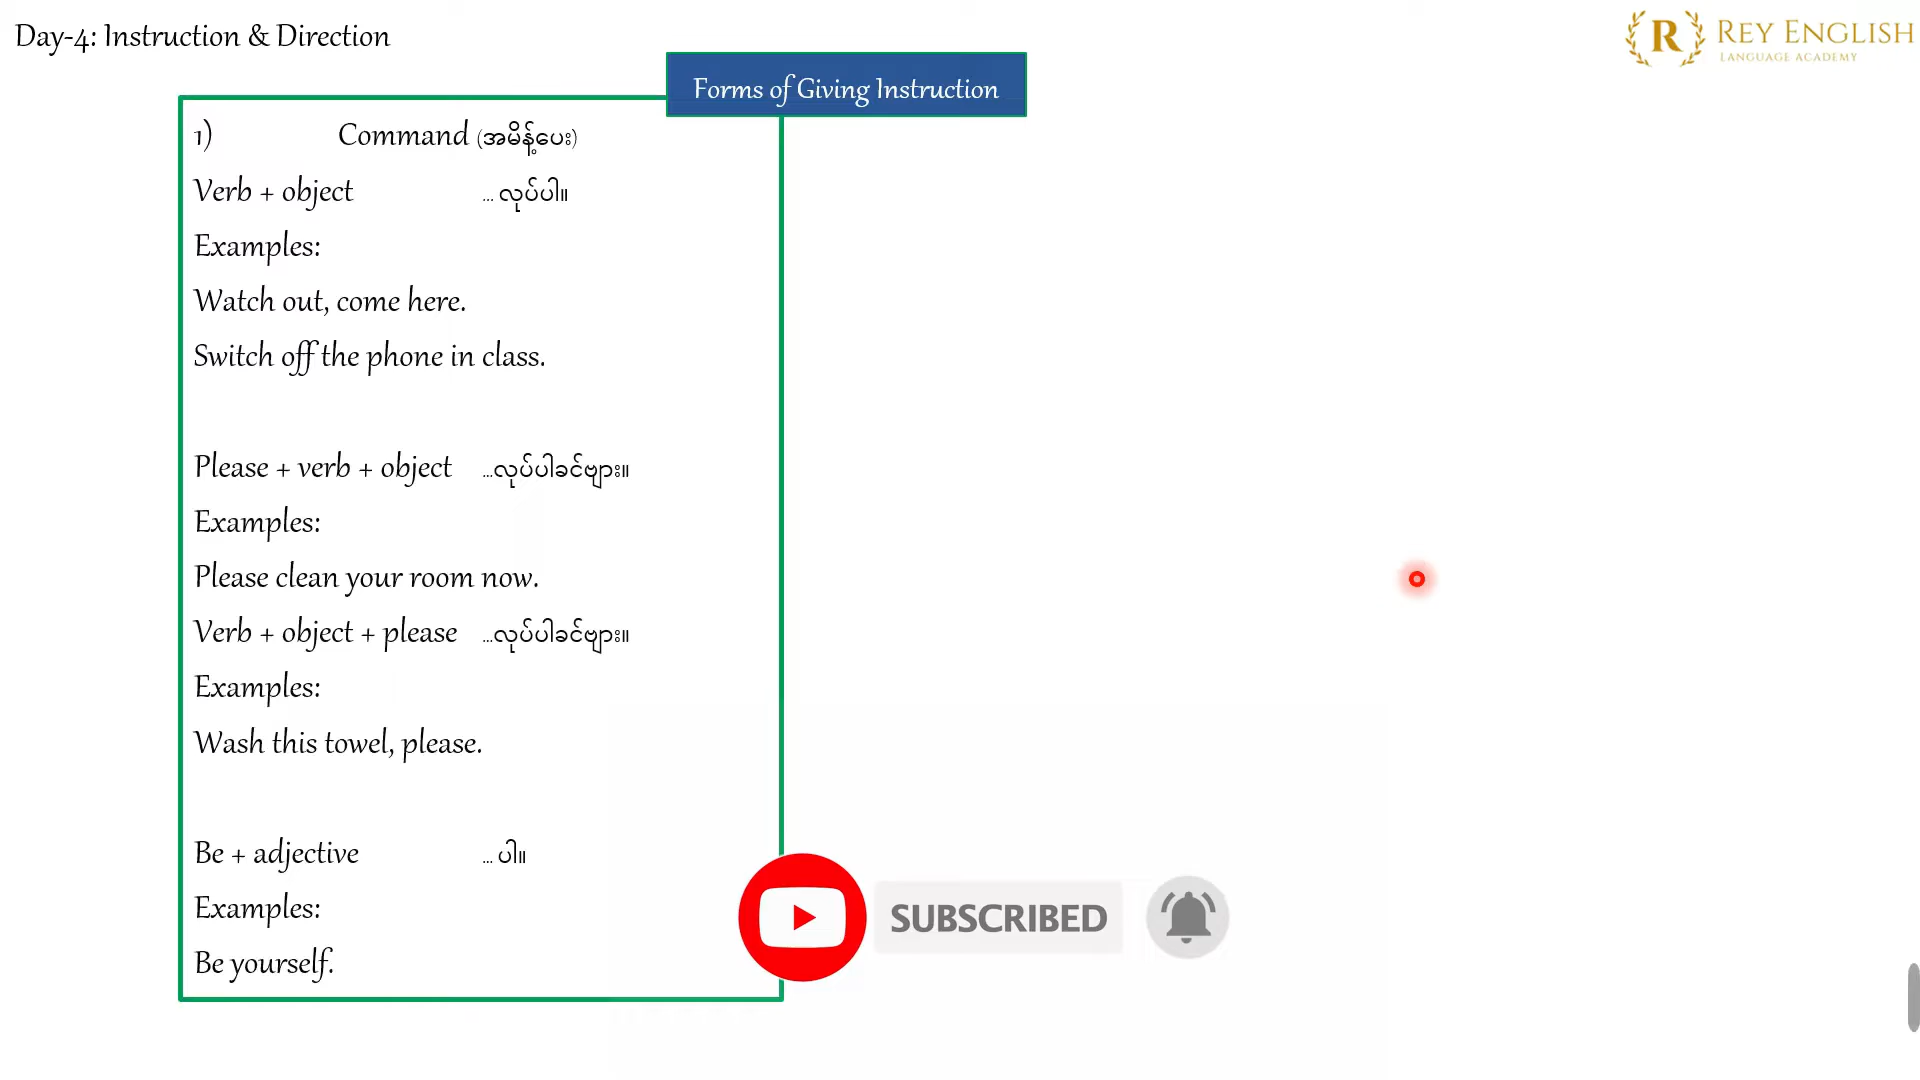 Day-4: Instruction & Direction
R REY ENGLISH
LANGUAGE ACADEMY
Forms of Giving Instruction
1) Command (အမိန့်ပေး)
Verb + object ... လုပ်ပါ။
Examples:
Watch out, come here.
Switch off the phone in class.
Please + verb + object ...လုပ်ပါခင်ဗျား။
Examples:
Please clean your room now.
Verb + object + please ...လုပ်ပါခင်ဗျား။
Examples:
Wash this towel, please.
Be + adjective ... ပါ။
Examples:
Be yourself.
SUBSCRIBED